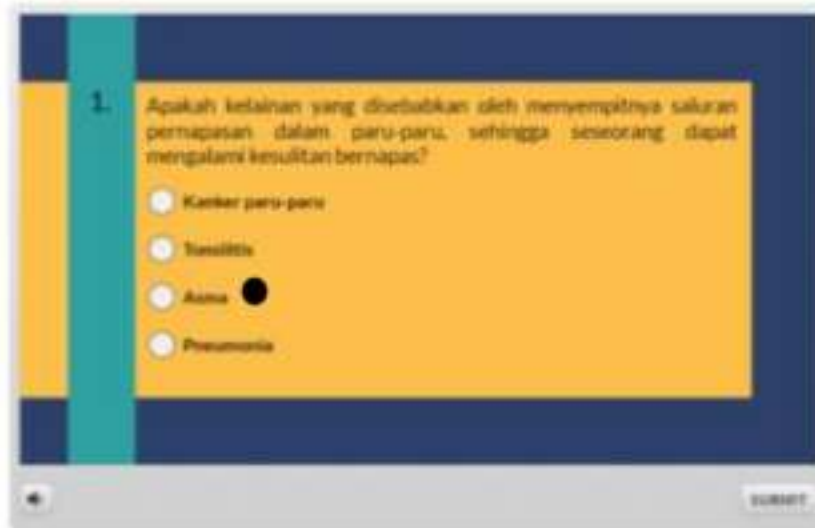 1.
Apakah kelainan yang disebabkan oleh menyempitnya saluran
pernapasan dalam paru-paru, sehingga seseorang dapat
mengalami kesulitan bernapas?
Kanker paru-paru
Tonsilitis
Asma
Pneumonia
SUBMIT